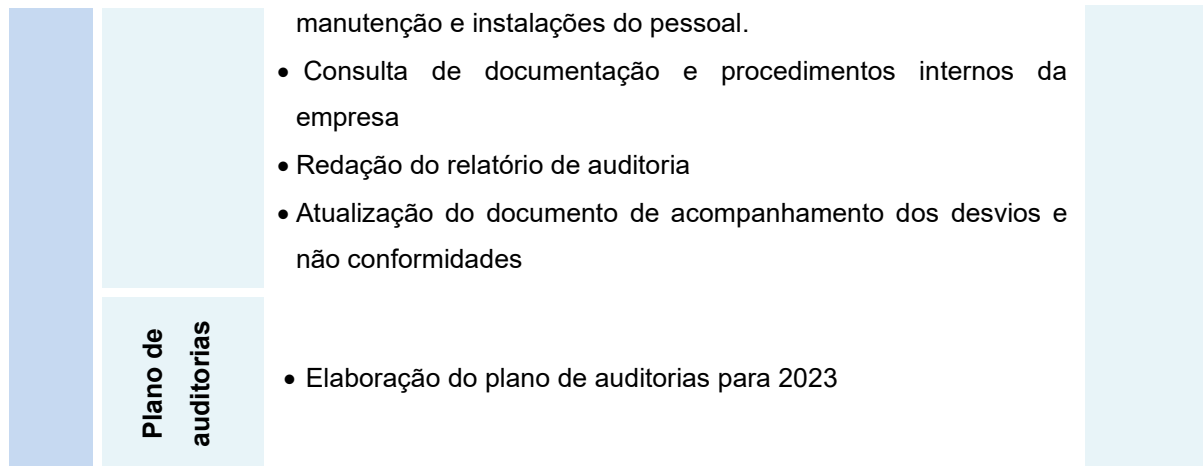 manutenção e instalações do pessoal.
• Consulta de documentação e procedimentos internos da
empresa
• Redação do relatório de auditoria
• Atualização do documento de acompanhamento dos desvios e
não conformidades
Plano de
auditorias
• Elaboração do plano de auditorias para 2023